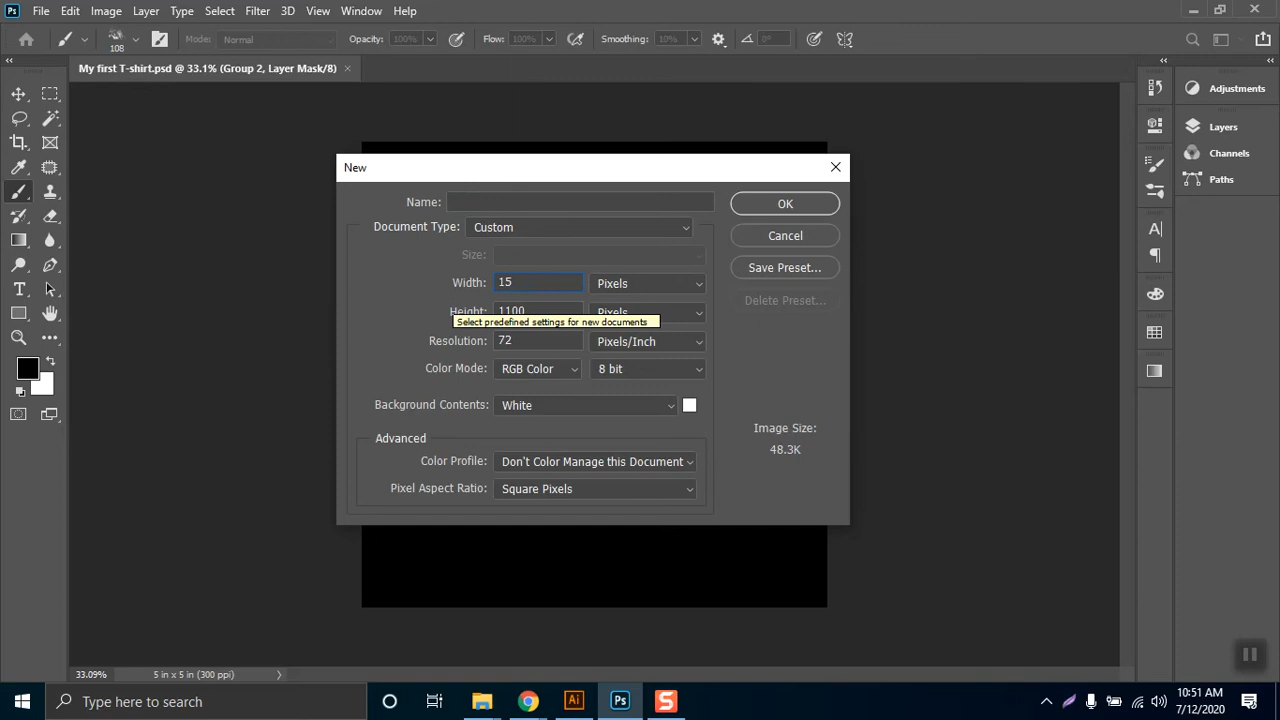 Ps File Edit Image Layer Type Select Filter 3D View Window Help
108 Mode: Normal Opacity: 100% Flow: 100% Smoothing: 10% 0°
My first T-shirt.psd @ 33.1% (Group 2, Layer Mask/8)
Adjustments
Layers
Channels
Paths
New
Name: OK
Document Type: Custom Cancel
Size: Save Preset...
Width: 15 Pixels
Delete Preset...
Height: 1100 Pixels
Select predefined settings for new documents
Resolution: 72 Pixels/Inch
Color Mode: RGB Color 8 bit
Background Contents: White
Image Size:
48.3K
Advanced
Color Profile: Don't Color Manage this Document
Pixel Aspect Ratio: Square Pixels
33.09% 5 in x 5 in (300 ppi)
Type here to search Ai Ps S 10:51 AM
7/12/2020